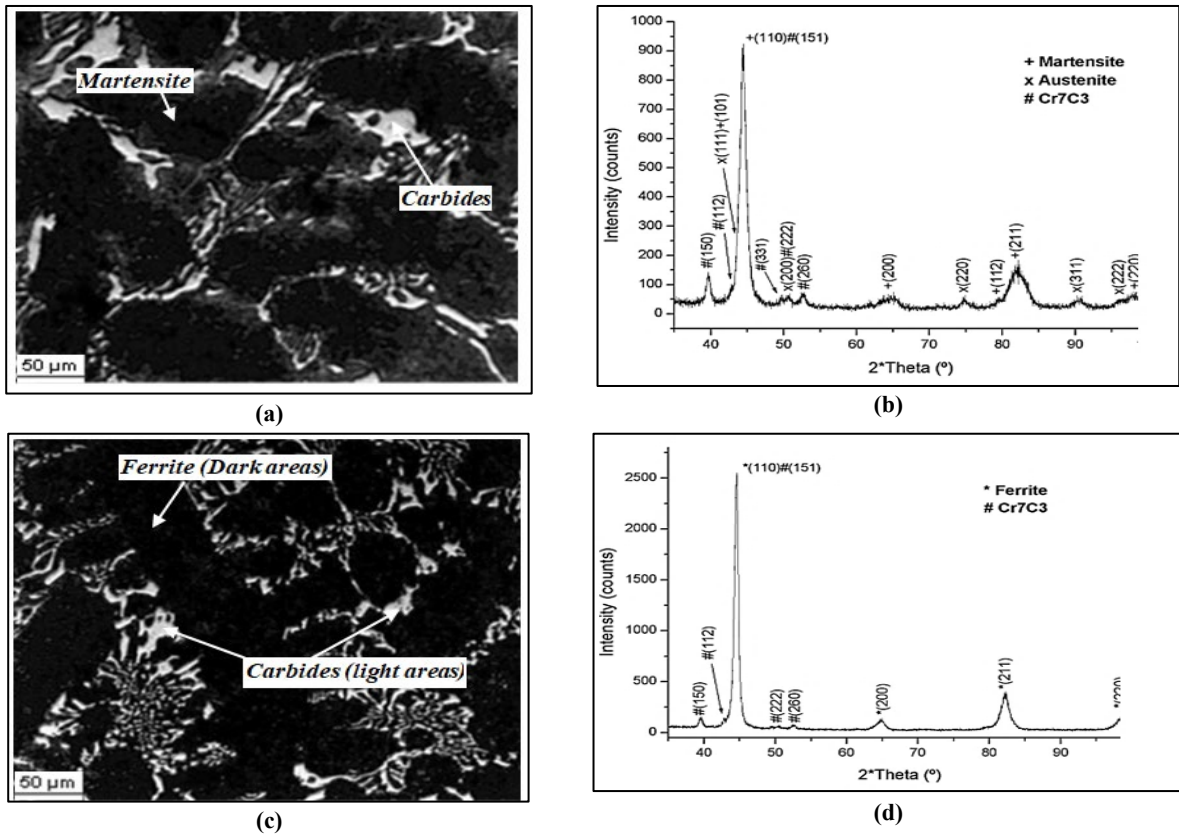 Martensite
Carbides
50 µm
(a)
1000
900
800
700
600
500
400
300
200
100
0
Intensity (counts)
40
50
60
70
80
90
2*Theta (º)
+ Martensite
x Austenite
# Cr7C3
#(150)
#(112)
x(111)+(101)
+(110)#(151)
#(331)
x(200)#(222)
#(260)
+(200)
x(220)
+(112)
+(211)
x(311)
x(222)
+(220)
(b)
Ferrite (Dark areas)
Carbides (light areas)
50 µm
(c)
2500
2000
1500
1000
500
0
Intensity (counts)
40
50
60
70
80
90
2*Theta (º)
* Ferrite
# Cr7C3
#(150)
#(112)
*(110)#(151)
#(222)
#(260)
*(200)
*(211)
*(220)
(d)